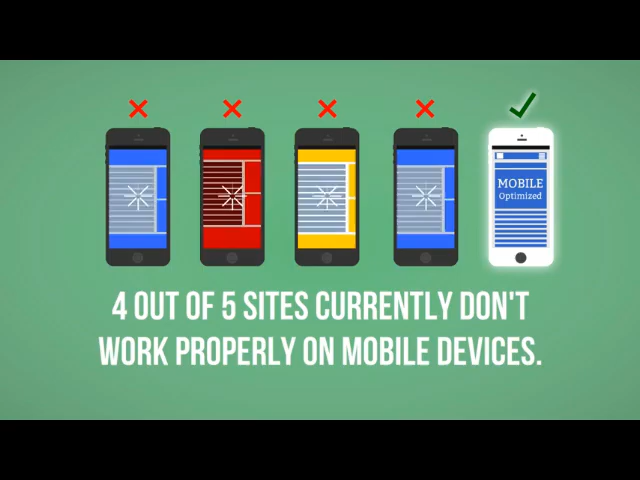 MOBILE
Optimized
4 OUT OF 5 SITES CURRENTLY DON'T
WORK PROPERLY ON MOBILE DEVICES.